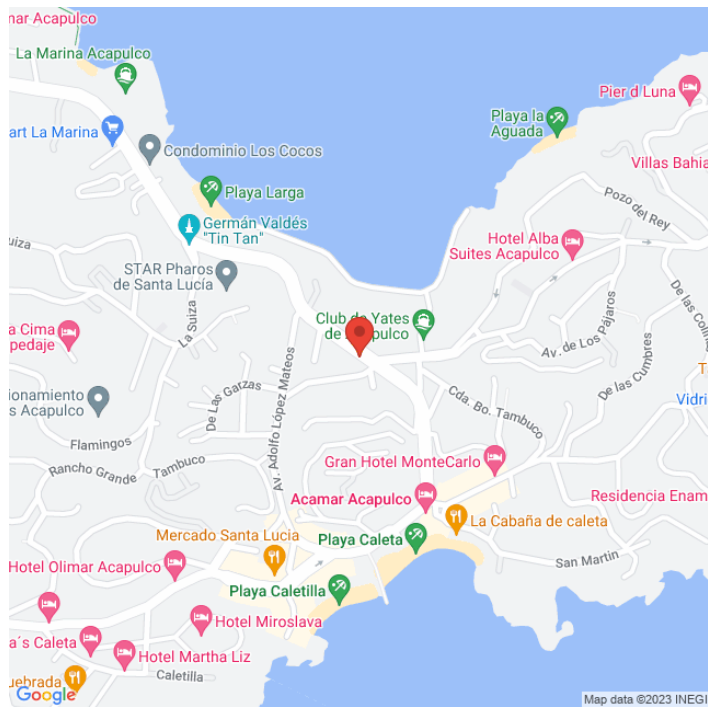 mar Acapulco
La Marina Acapulco
Pier d Luna
Playa la
Aguada
art La Marina
Condominio Los Cocos
Villas Bahia
Playa Larga
Pozo del Rey
Germán Valdés
"Tin Tan"
Hotel Alba
Suites Acapulco
uiza
STAR Pharos
de Santa Lucía
De las Colinas
La Suiza
Club de Yates
de Acapulco
a Cima
pedaje
Av. de Los Pájaros
De las Cumbres
Av. Adolfo López Mateos
De Las Garzas
cionamiento
s Acapulco
Cda. Bo. Tambuco
Vidri
Flamingos
Gran Hotel MonteCarlo
Rancho Grande
Tambuco
Acamar Acapulco
Residencia Enam
La Cabaña de caleta
Mercado Santa Lucia
Playa Caleta
San Martin
Hotel Olimar Acapulco
Playa Caletilla
Hotel Miroslava
a´s Caleta
Hotel Martha Liz
Caletilla
uebrada
Google
Map data ©2023 INEGI